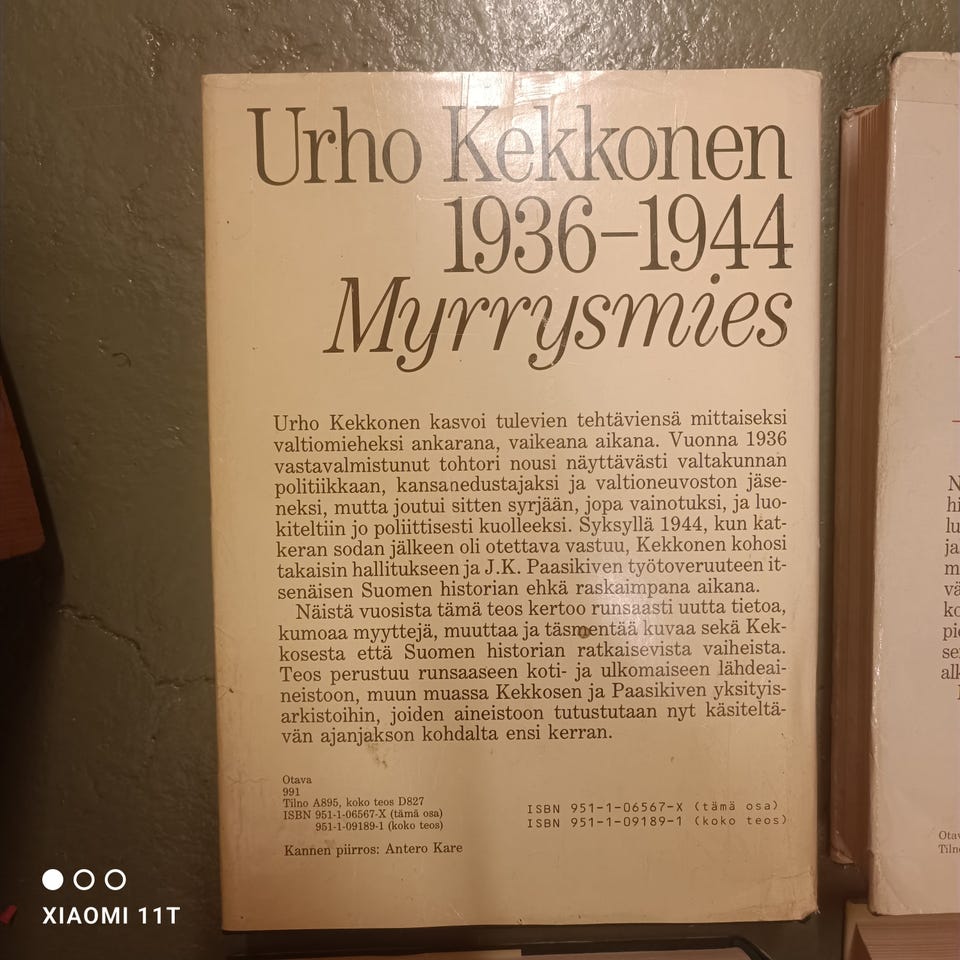 Urho Kekkonen
1936–1944
Myrrysmies
Urho Kekkonen kasvoi tulevien tehtäviensä mittaiseksi
valtiomieheksi ankarana, vaikeana aikana. Vuonna 1936
vastavalmistunut tohtori nousi näyttävästi valtakunnan
politiikkaan, kansanedustajaksi ja valtioneuvoston jäse-
neksi, mutta joutui sitten syrjään, jopa vainotuksi, ja luo-
kiteltiin jo poliittisesti kuolleeksi. Syksyllä 1944, kun kat-
keran sodan jälkeen oli otettava vastuu, Kekkonen kohosi
takaisin hallitukseen ja J.K. Paasikiven työtoveruuteen it-
senäisen Suomen historian ehkä raskaimpana aikana.
Näistä vuosista tämä teos kertoo runsaasti uutta tietoa,
kumoaa myyttejä, muuttaa ja täsmentää kuvaa sekä Kek-
kosesta että Suomen historian ratkaisevista vaiheista.
Teos perustuu runsaaseen koti- ja ulkomaiseen lähdeai-
neistoon, muun muassa Kekkosen ja Paasikiven yksityis-
arkistoihin, joiden aineistoon tutustutaan nyt käsiteltä-
vän ajanjakson kohdalta ensi kerran.
Otava
991
Tilno A895, koko teos D827
ISBN 951-1-06567-X (tämä osa)
951-1-09189-1 (koko teos)
Kannen piirros: Antero Kare
ISBN 951-1-06567-X (tämä osa)
ISBN 951-1-09189-1 (koko teos)
XIAOMI 11T